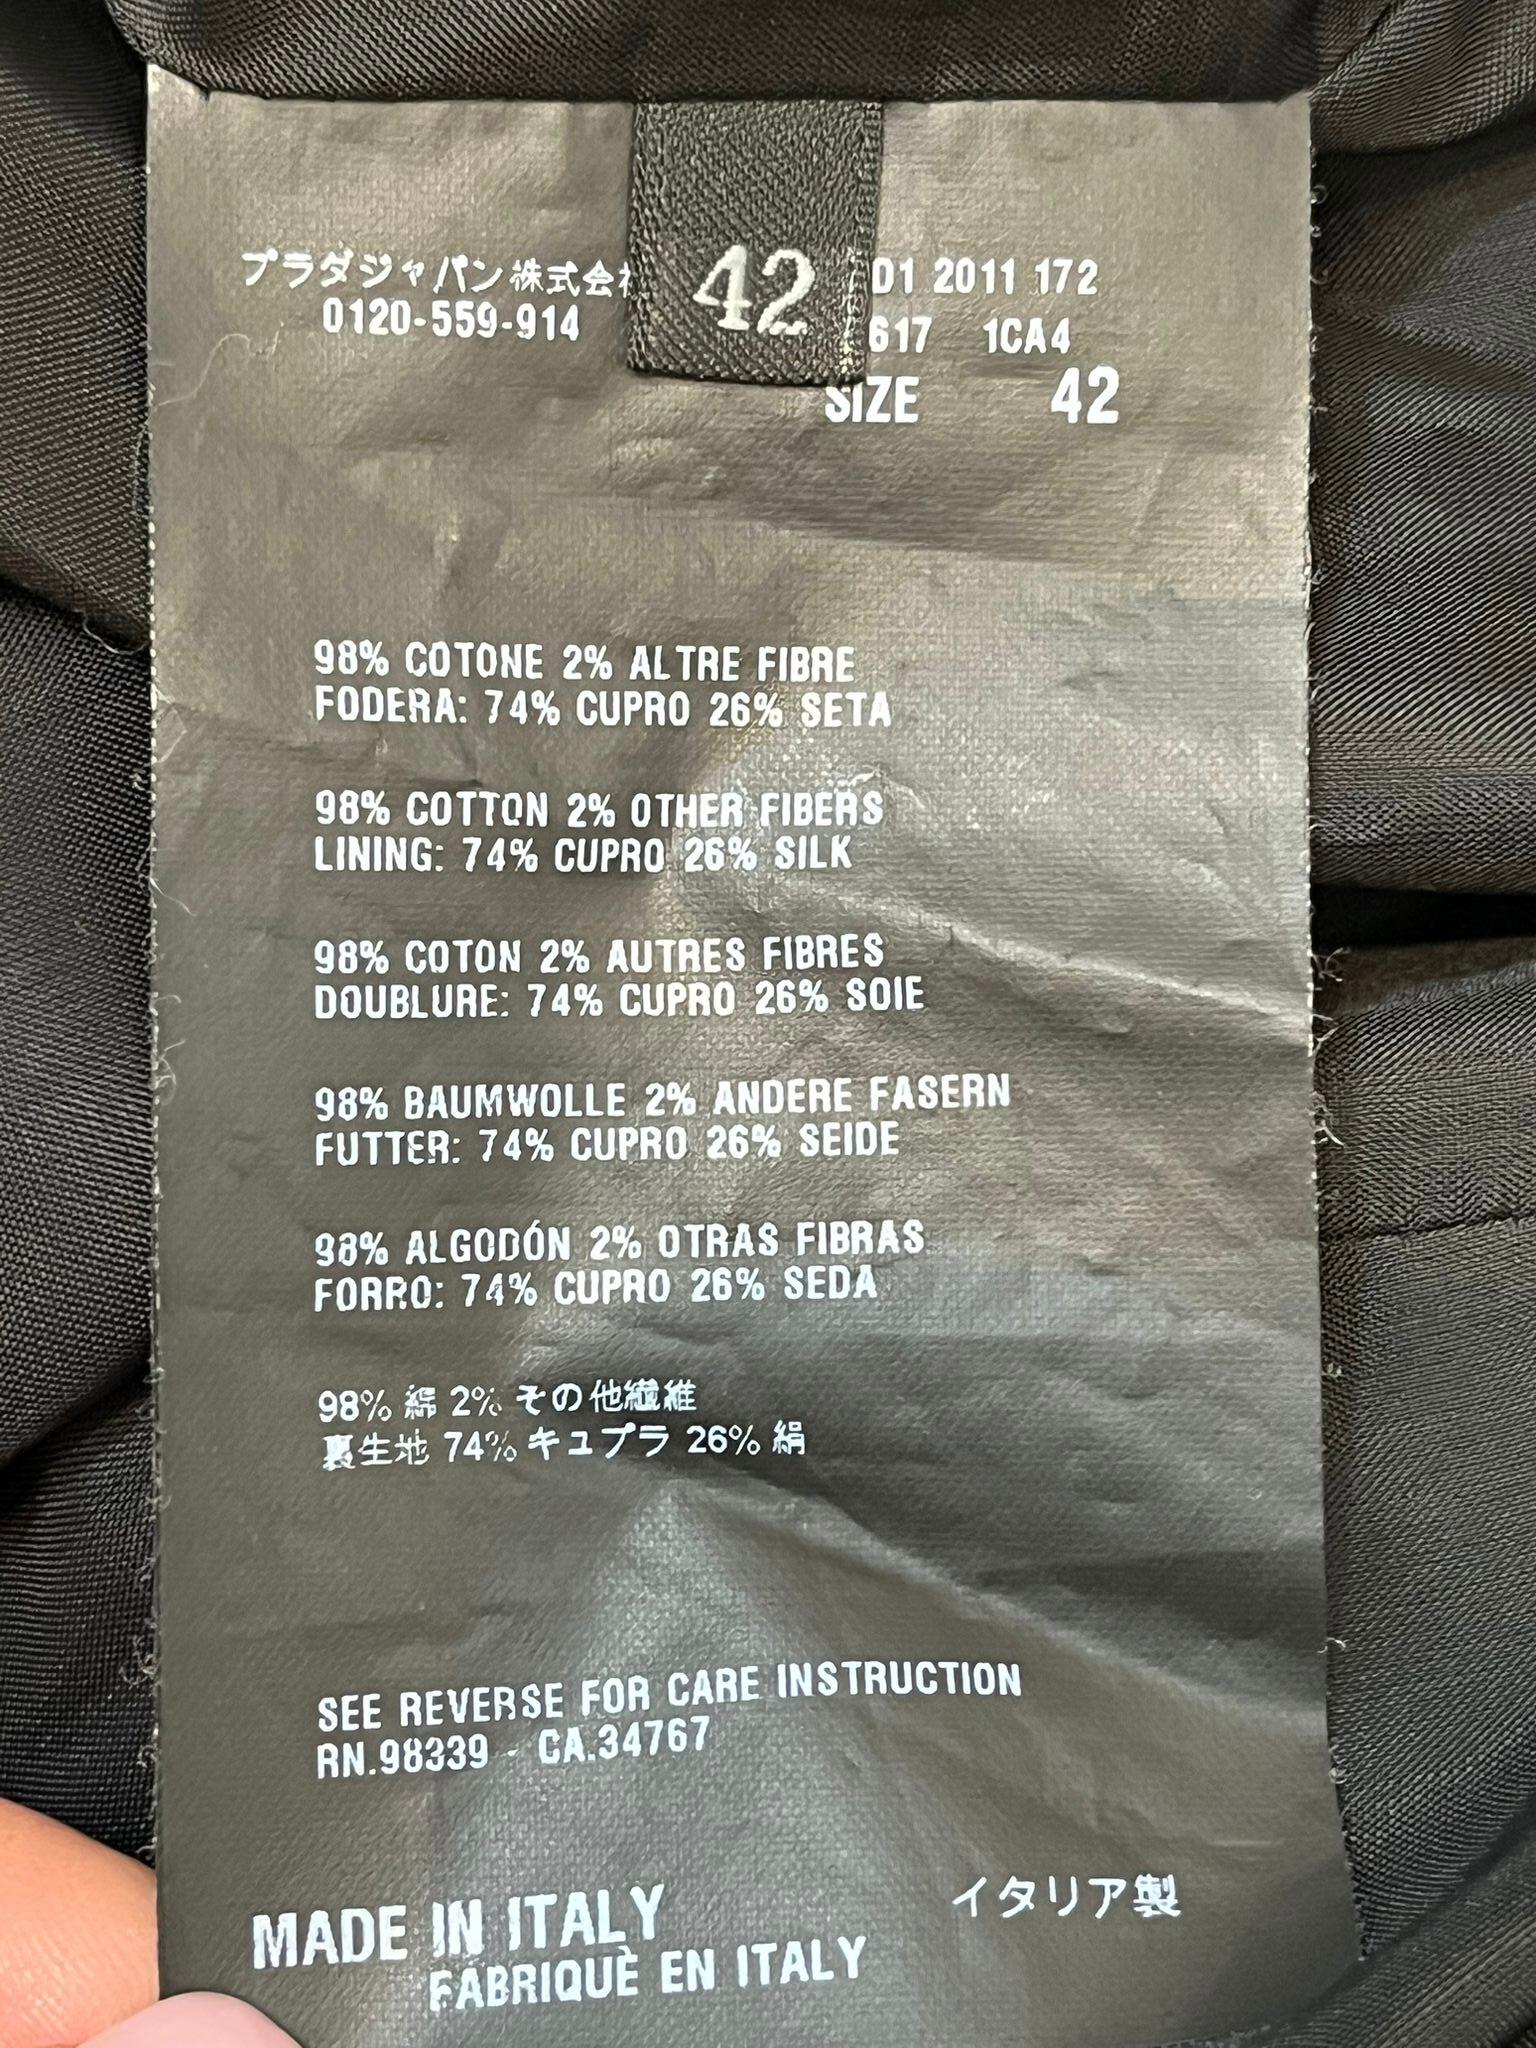 プラダジャパン株式会
0120-559-914
42
01 2011 172
617 1CA4
SIZE 42
98% COTONE 2% ALTRE FIBRE
FODERA: 74% CUPRO 26% SETA
98% COTTON 2% OTHER FIBERS
LINING: 74% CUPRO 26% SILK
98% COTON 2% AUTRES FIBRES
DOUBLURE: 74% CUPRO 26% SOIE
98% BAUMWOLLE 2% ANDERE FASERN
FUTTER: 74% CUPRO 26% SEIDE
98% ALGODÓN 2% OTRAS FIBRAS
FORRO: 74% CUPRO 26% SEDA
98% 綿 2% その他繊維
裏生地 74% キュプラ 26% 絹
SEE REVERSE FOR CARE INSTRUCTION
RN.98339 - CA.34767
MADE IN ITALY
イタリア製
FABRIQUÈ EN ITALY